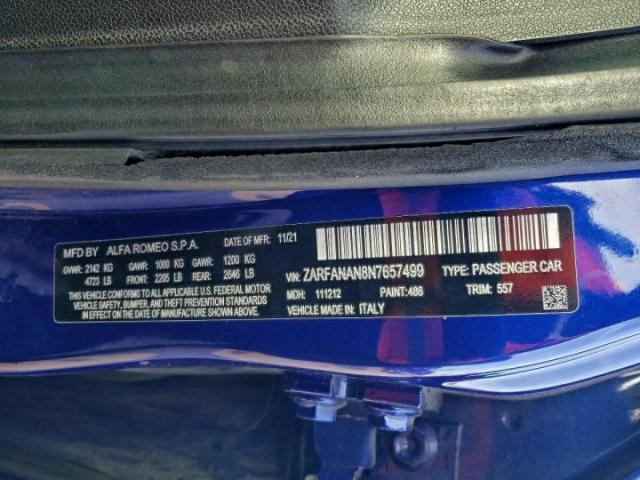 MFD BY ALFA ROMEO S.P.A. DATE OF MFR: 11/21
GVWR: 2142 KG GAWR: 1000 KG GAWR: 1200 KG
4723 LB FRONT: 2205 LB REAR: 2646 LB
THIS VEHICLE CONFORMS TO ALL APPLICABLE U.S.A. FEDERAL MOTOR
VEHICLE SAFETY, BUMPER, AND THEFT PREVENTION STANDARDS
IN EFFECT ON THE DATE OF MANUFACTURE SHOWN ABOVE.
VIN: ZARFANAN8N7657499 TYPE: PASSENGER CAR
MDH: 111212 PAINT: 486 TRIM: 557
VEHICLE MADE IN: ITALY